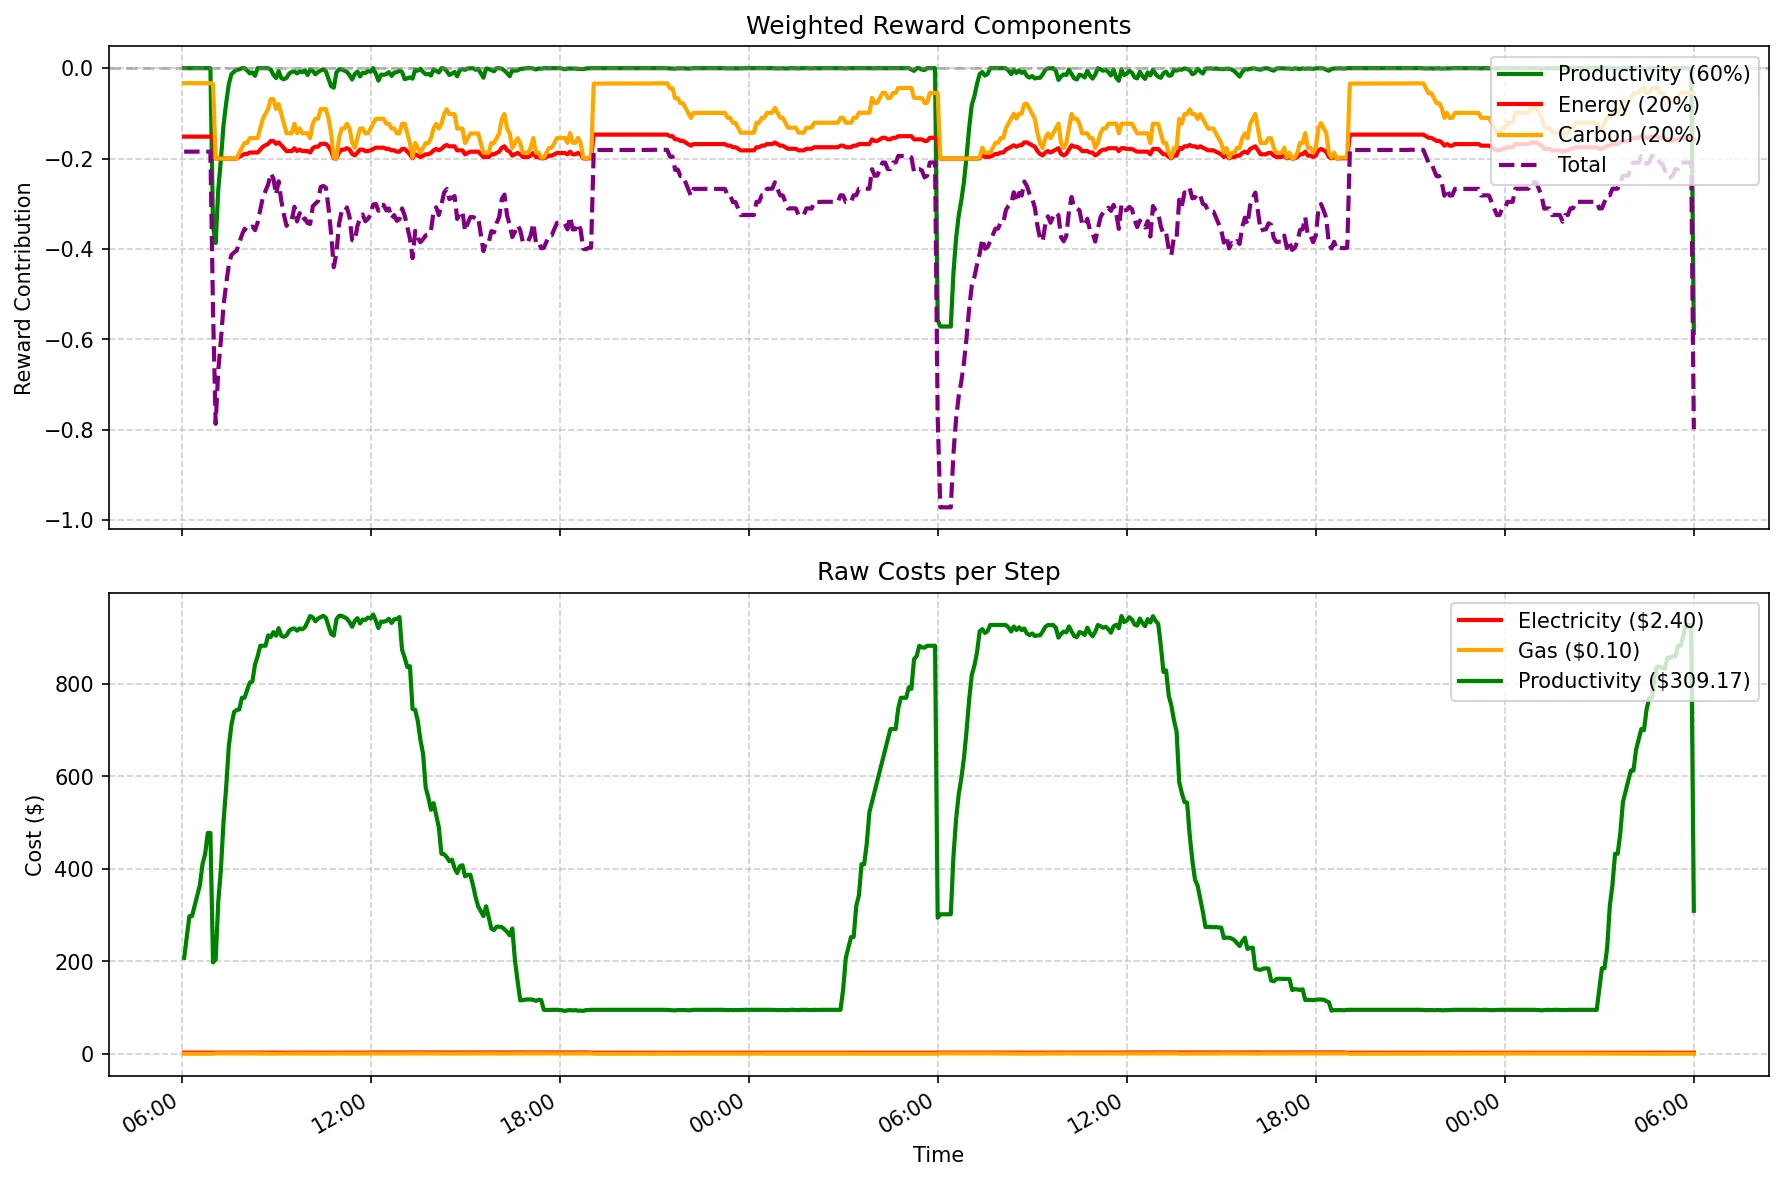 Weighted Reward Components
Reward Contribution
0.0
−0.2
−0.4
−0.6
−0.8
−1.0
Productivity (60%)
Energy (20%)
Carbon (20%)
Total
Raw Costs per Step
Cost ($)
800
600
400
200
0
Electricity ($2.40)
Gas ($0.10)
Productivity ($309.17)
06:00 12:00 18:00 00:00 06:00 12:00 18:00 00:00 06:00
Time